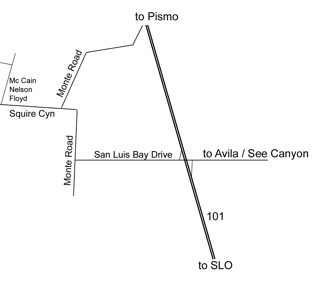 to Pismo
Monte Road
Mc Cain
Nelson
Floyd
Squire Cyn
Monte Road
San Luis Bay Drive
to Avila / See Canyon
101
to SLO